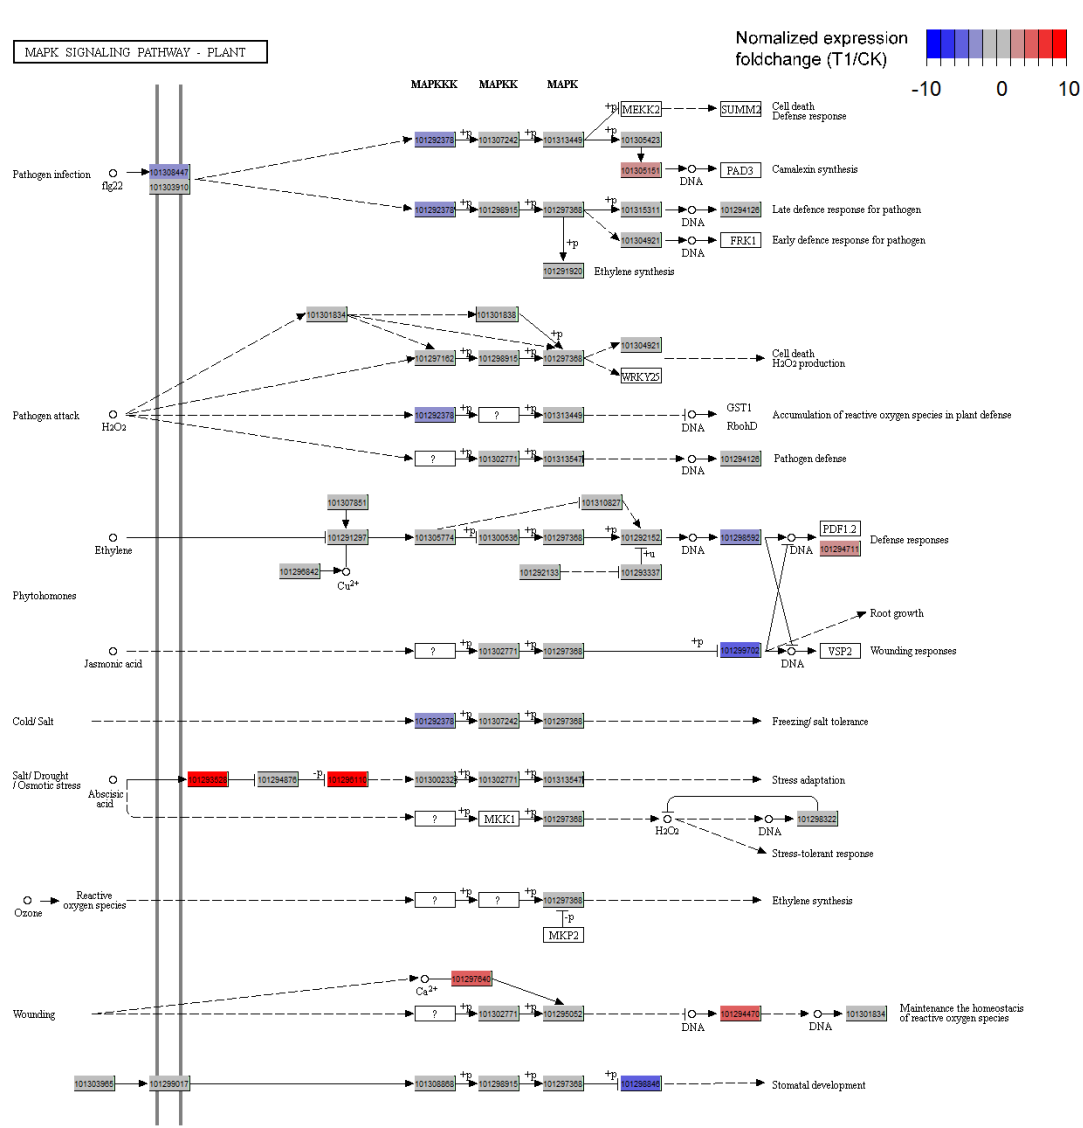 Nomalized expression
foldchange (T1/CK)
-10 0 10
MAPK SIGNALING PATHWAY - PLANT
MAPKKK MAPKK MAPK
+p MEKK2 SUMM2 Cell death
Defense response
101292378 +p 101307242 +p 101313449 +p 101305423
Pathogen infection flg22 101308447
101303910
101305151 DNA PAD3 Camalexin synthesis
101292378 +p 101298915 +p 101297368 101315311 DNA 101294126 Late defence response for pathogen
+p 101304921 DNA FRK1 Early defence response for pathogen
101291920 Ethylene synthesis
101301834 101301838
+p
101304921
101297162 +p 101298915 +p 101297368 Cell death
H2O2 production
WRKY25
Pathogen attack H2O2 101292378 +p ? +p 101313449 DNA GST1
RbohD
Accumulation of reactive oxygen species in plant defense
? +p 101302771 +p 101313547 DNA 101294126 Pathogen defense
101307851 101310827
Ethylene 101291297 101305774 +p 101300536 +p 101297368 +p 101292152 DNA 101298592 DNA PDF1.2
101294711
Defense responses
+u
101296842 Cu2+ 101292133 101293337
Phytohomones
Root growth
Jasmonic acid ? +p 101302771 +p 101297368 +p 101299702 DNA VSP2 Wounding responses
Cold/ Salt 101292378 +p 101307242 +p 101297368 Freezing/ salt tolerance
Salt/ Drought
/ Osmotic stress
Abscisic
acid
101294876 -p +p 101302771 +p 101313547 Stress adaptation
? +p MKK1 +p 101297368 H2O2 DNA 101298322
Stress-tolerant response
Ozone Reactive
oxygen species
? +p ? +p 101297368 Ethylene synthesis
-p
MKP2
Ca2+ 101297640
Wounding ? +p 101302771 +p 101295052 DNA 101294470 DNA 101301834 Maintenance the homeostacis
of reactive oxygen species
101303965 101299017 101308868 +p 101298915 +p 101297368 +p 101298846 Stomatal development